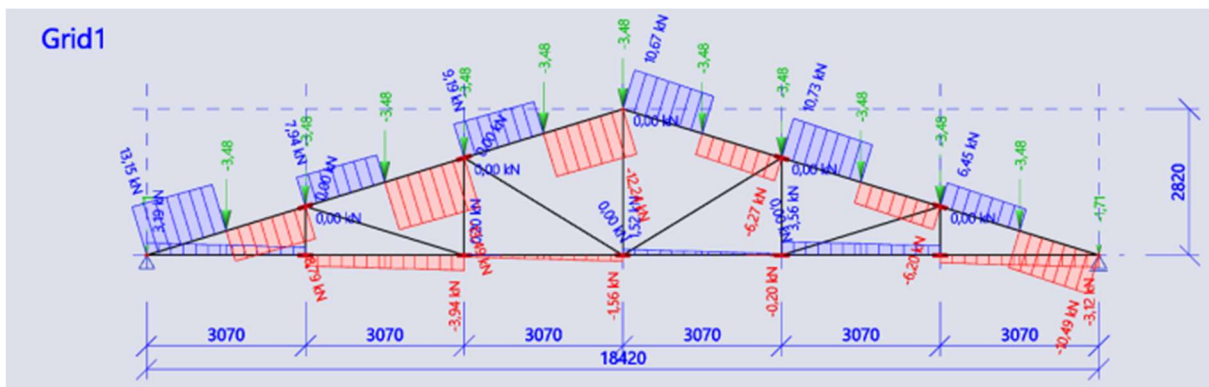 Grid1
-3,48
10,67 kN
-3,48
9,19 kN
-3,48
-3,48
-3,48
10,73 kN
0,00 kN
7,94 kN
-3,48
-3,48
0,00 kN
0,00 kN
0,00 kN
-3,48
6,45 kN
13,15 kN
-3,48
0,00 kN
-12,24 kN
-6,27 kN
-3,48
3,19 kN
0,00 kN
0,20 kN
0,00 kN
1,52 kN
0,00 kN
3,56 kN
0,00 kN
-1,71
2820
-3,94 kN
-1,56 kN
-0,20 kN
-6,20 kN
-10,49 kN
-3,12 kN
3070
3070
3070
3070
3070
3070
18420